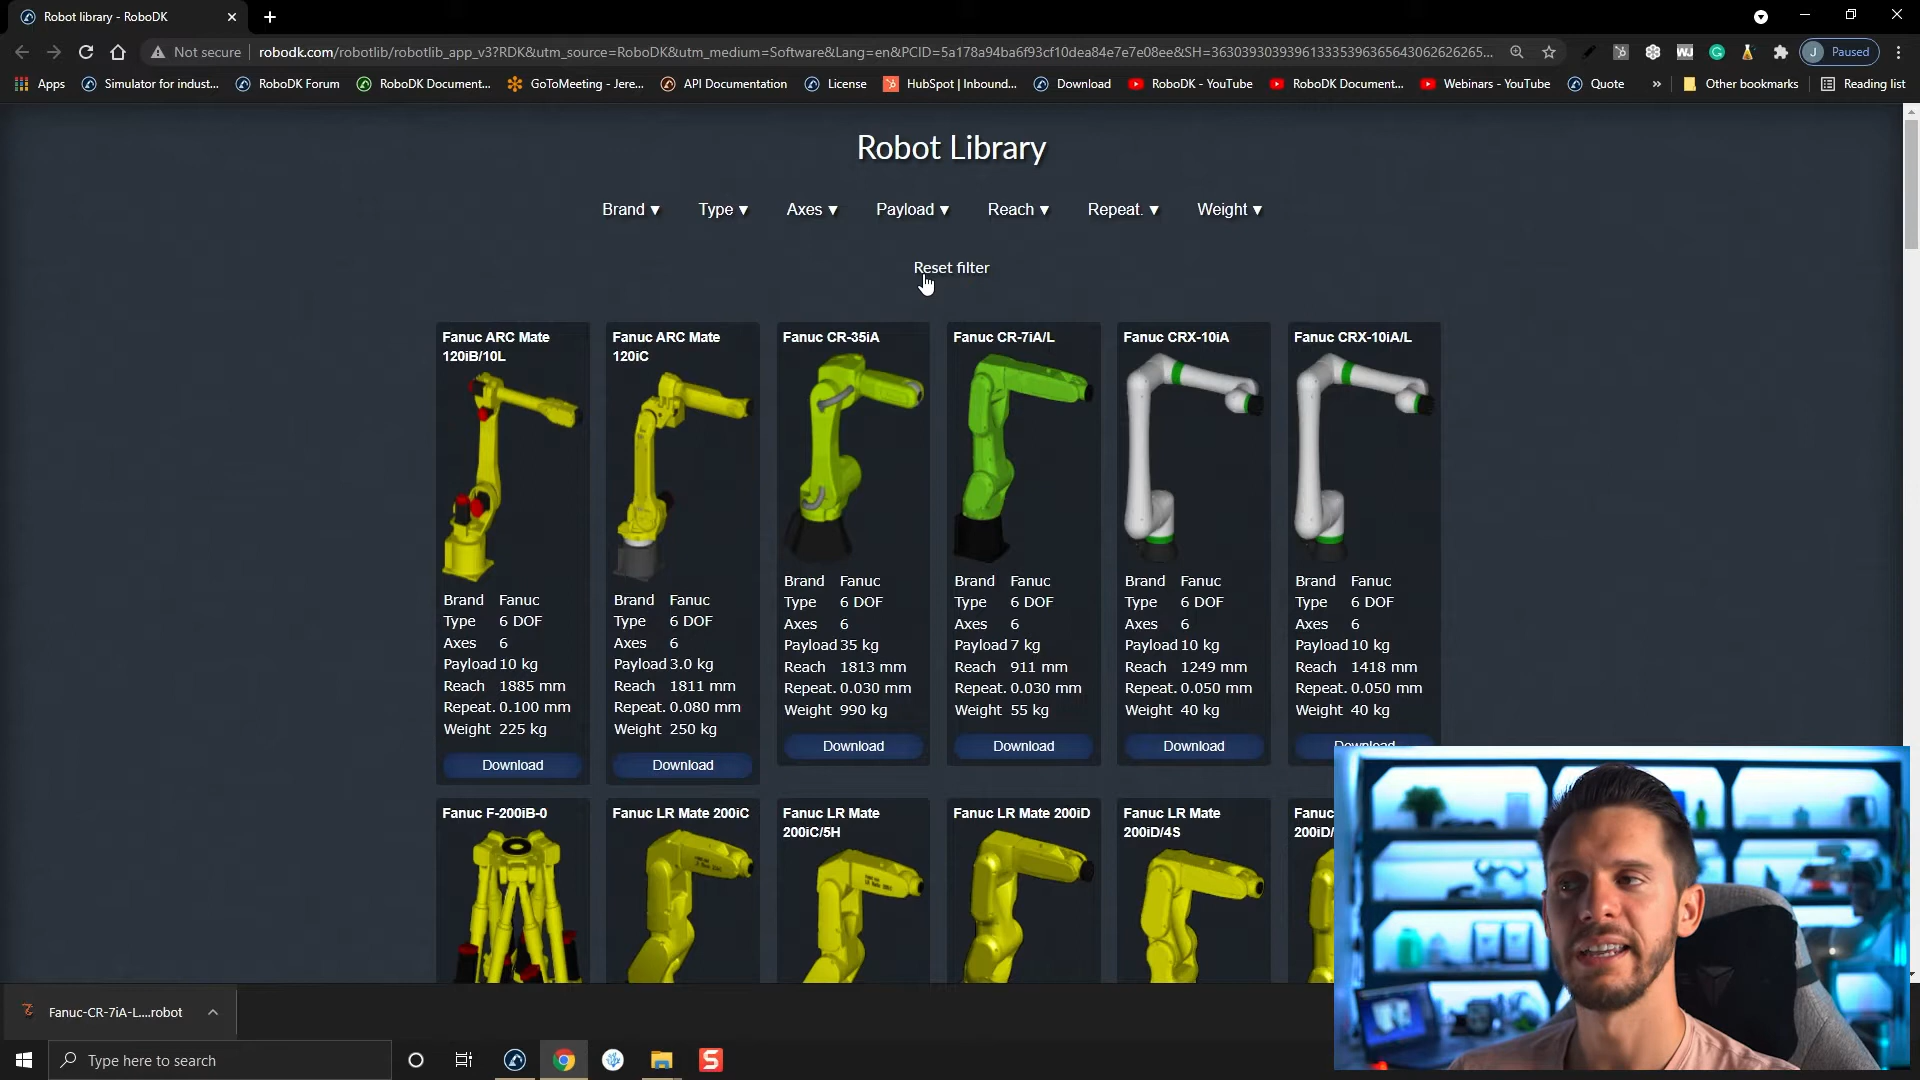 Robot library - RoboDK
Not secure
robodk.com/robotlib/robotlib_app_v3?RDK&utm_source=RoboDK&utm_medium=Software&Lang=en&PCID=5a178a94ba6f93cf10dea84e7e7e08ee&SH=3630393039396133353963656430626262265...
Paused
Apps
Simulator for indust...
RoboDK Forum
RoboDK Document...
GoToMeeting - Jere...
API Documentation
License
HubSpot | Inbound...
Download
RoboDK - YouTube
RoboDK Document...
Webinars - YouTube
Quote
»
Other bookmarks
Reading list
Robot Library
Brand ▼ Type ▼ Axes ▼ Payload ▼ Reach ▼ Repeat. ▼ Weight ▼
Reset filter
Fanuc ARC Mate
120iB/10L
Brand Fanuc
Type 6 DOF
Axes 6
Payload 10 kg
Reach 1885 mm
Repeat. 0.100 mm
Weight 225 kg
Download
Fanuc ARC Mate
120iC
Brand Fanuc
Type 6 DOF
Axes 6
Payload 3.0 kg
Reach 1811 mm
Repeat. 0.080 mm
Weight 250 kg
Download
Fanuc CR-35iA
Brand Fanuc
Type 6 DOF
Axes 6
Payload 35 kg
Reach 1813 mm
Repeat. 0.030 mm
Weight 990 kg
Download
Fanuc CR-7iA/L
Brand Fanuc
Type 6 DOF
Axes 6
Payload 7 kg
Reach 911 mm
Repeat. 0.030 mm
Weight 55 kg
Download
Fanuc CRX-10iA
Brand Fanuc
Type 6 DOF
Axes 6
Payload 10 kg
Reach 1249 mm
Repeat. 0.050 mm
Weight 40 kg
Download
Fanuc CRX-10iA/L
Brand Fanuc
Type 6 DOF
Axes 6
Payload 10 kg
Reach 1418 mm
Repeat. 0.050 mm
Weight 40 kg
Download
Fanuc F-200iB-0
Fanuc LR Mate 200iC
Fanuc LR Mate
200iC/5H
Fanuc LR Mate 200iD
Fanuc LR Mate
200iD/4S
Fanuc
200iD/
Fanuc-CR-7iA-L....robot
Type here to search